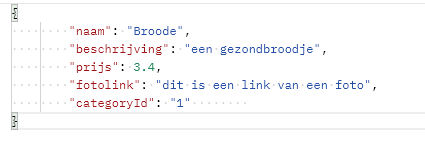 {
"naam": "Broode",
"beschrijving": "een gezondbroodje",
"prijs": 3.4,
"fotolink": "dit is een link van een foto",
"categoryId": "1"
}